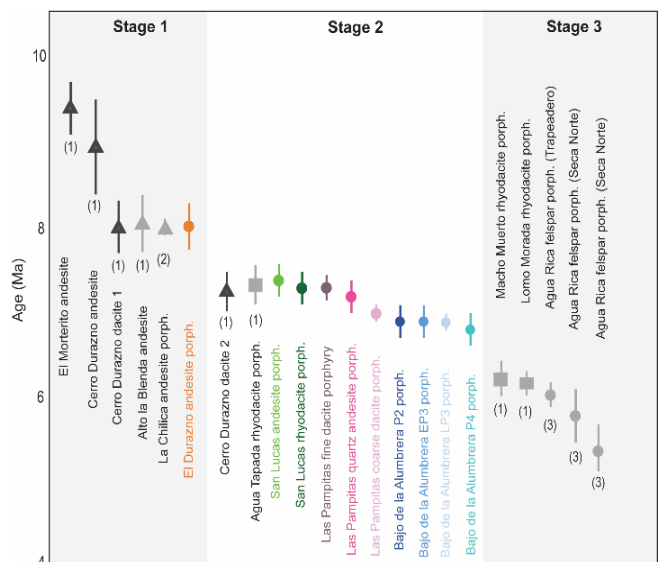 Stage 1
Stage 2
Stage 3
Age (Ma)
10
8
6
4
El Morterito andesite
(1)
Cerro Durazno andesite
(1)
Cerro Durazno dacite 1
(1)
Alto la Blenda andesite
(1)
La Chilica andesite porph.
(2)
El Durazno andesite porph.
Cerro Durazno dacite 2
(1)
Agua Tapada rhyodacite porph.
(1)
San Lucas andesite porph.
San Lucas rhyodacite porph.
Las Pampitas fine dacite porphyry
Las Pampitas quartz andesite porph.
Las Pampitas coarse dacite porph.
Bajo de la Alumbrera P2 porph.
Bajo de la Alumbrera EP3 porph.
Bajo de la Alumbrera LP3 porph.
Bajo de la Alumbrera P4 porph.
Macho Muerto rhyodacite porph.
(1)
Lomo Morada rhyodacite porph.
(1)
Agua Rica felspar porph. (Trapeadero)
(3)
Agua Rica felspar porph. (Seca Norte)
(3)
Agua Rica felspar porph. (Seca Norte)
(3)